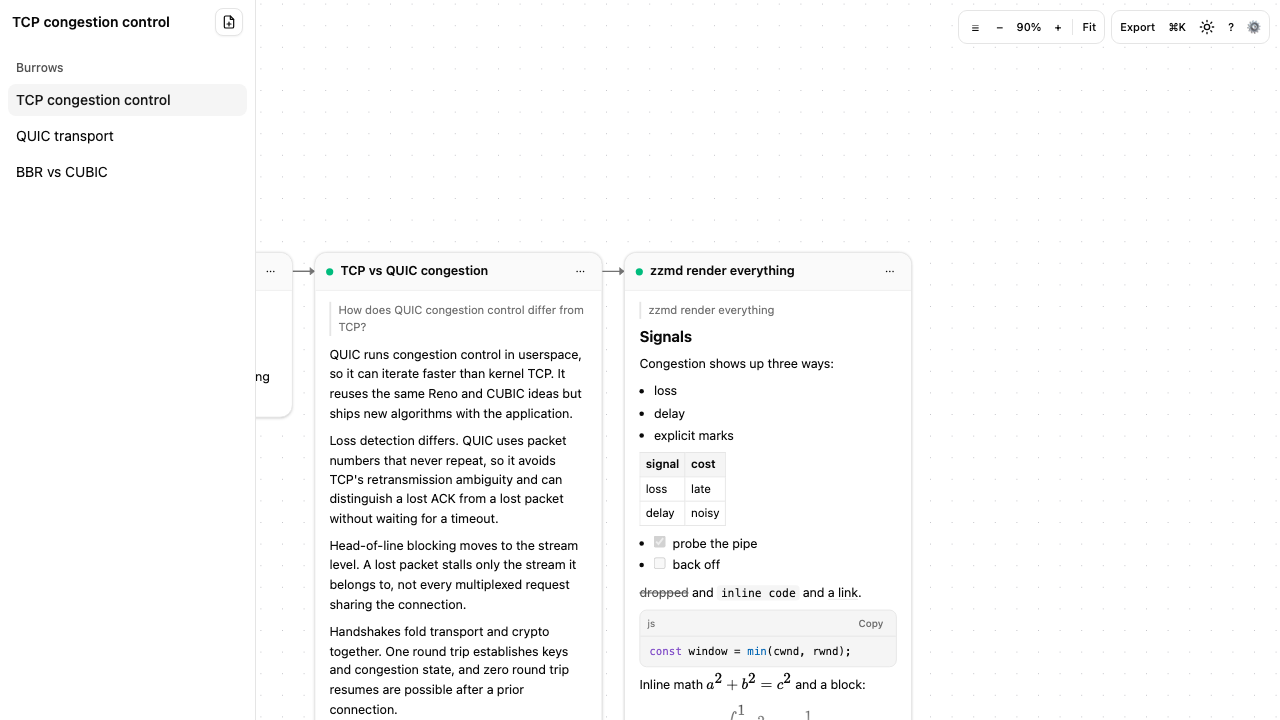 TCP congestion control
Burrows
TCP congestion control
QUIC transport
BBR vs CUBIC
≡ − 90% + Fit
Export ⌘K ?
...
ng
TCP vs QUIC congestion ...
How does QUIC congestion control differ from
TCP?
QUIC runs congestion control in userspace,
so it can iterate faster than kernel TCP. It
reuses the same Reno and CUBIC ideas but
ships new algorithms with the application.
Loss detection differs. QUIC uses packet
numbers that never repeat, so it avoids
TCP's retransmission ambiguity and can
distinguish a lost ACK from a lost packet
without waiting for a timeout.
Head-of-line blocking moves to the stream
level. A lost packet stalls only the stream it
belongs to, not every multiplexed request
sharing the connection.
Handshakes fold transport and crypto
together. One round trip establishes keys
and congestion state, and zero round trip
resumes are possible after a prior
connection.
zzmd render everything ...
zzmd render everything
Signals
Congestion shows up three ways:
• loss
• delay
• explicit marks
signal cost
loss late
delay noisy
• probe the pipe
• back off
dropped and inline code and a link.
js Copy
const window = min(cwnd, rwnd);
Inline math a² + b² = c² and a block: